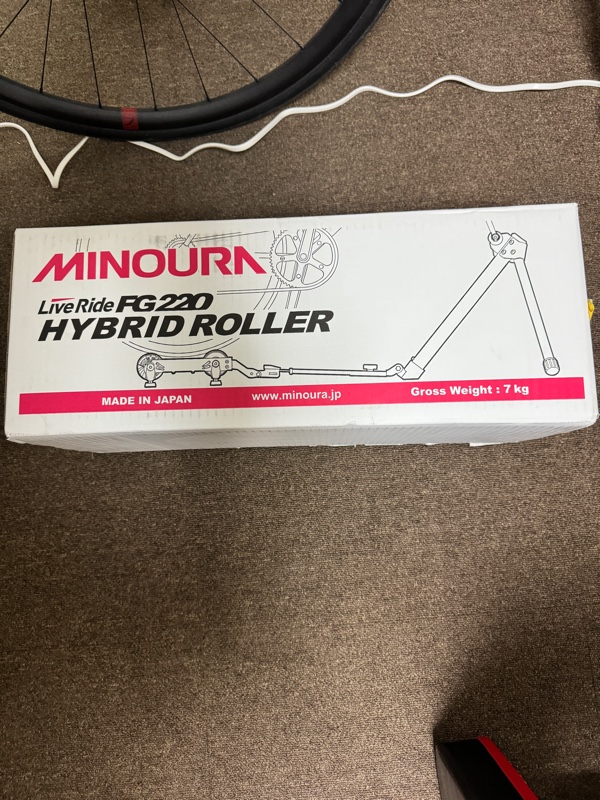 MINOURA
LiveRide FG220
HYBRID ROLLER
MADE IN JAPAN www.minoura.jp Gross Weight : 7 kg